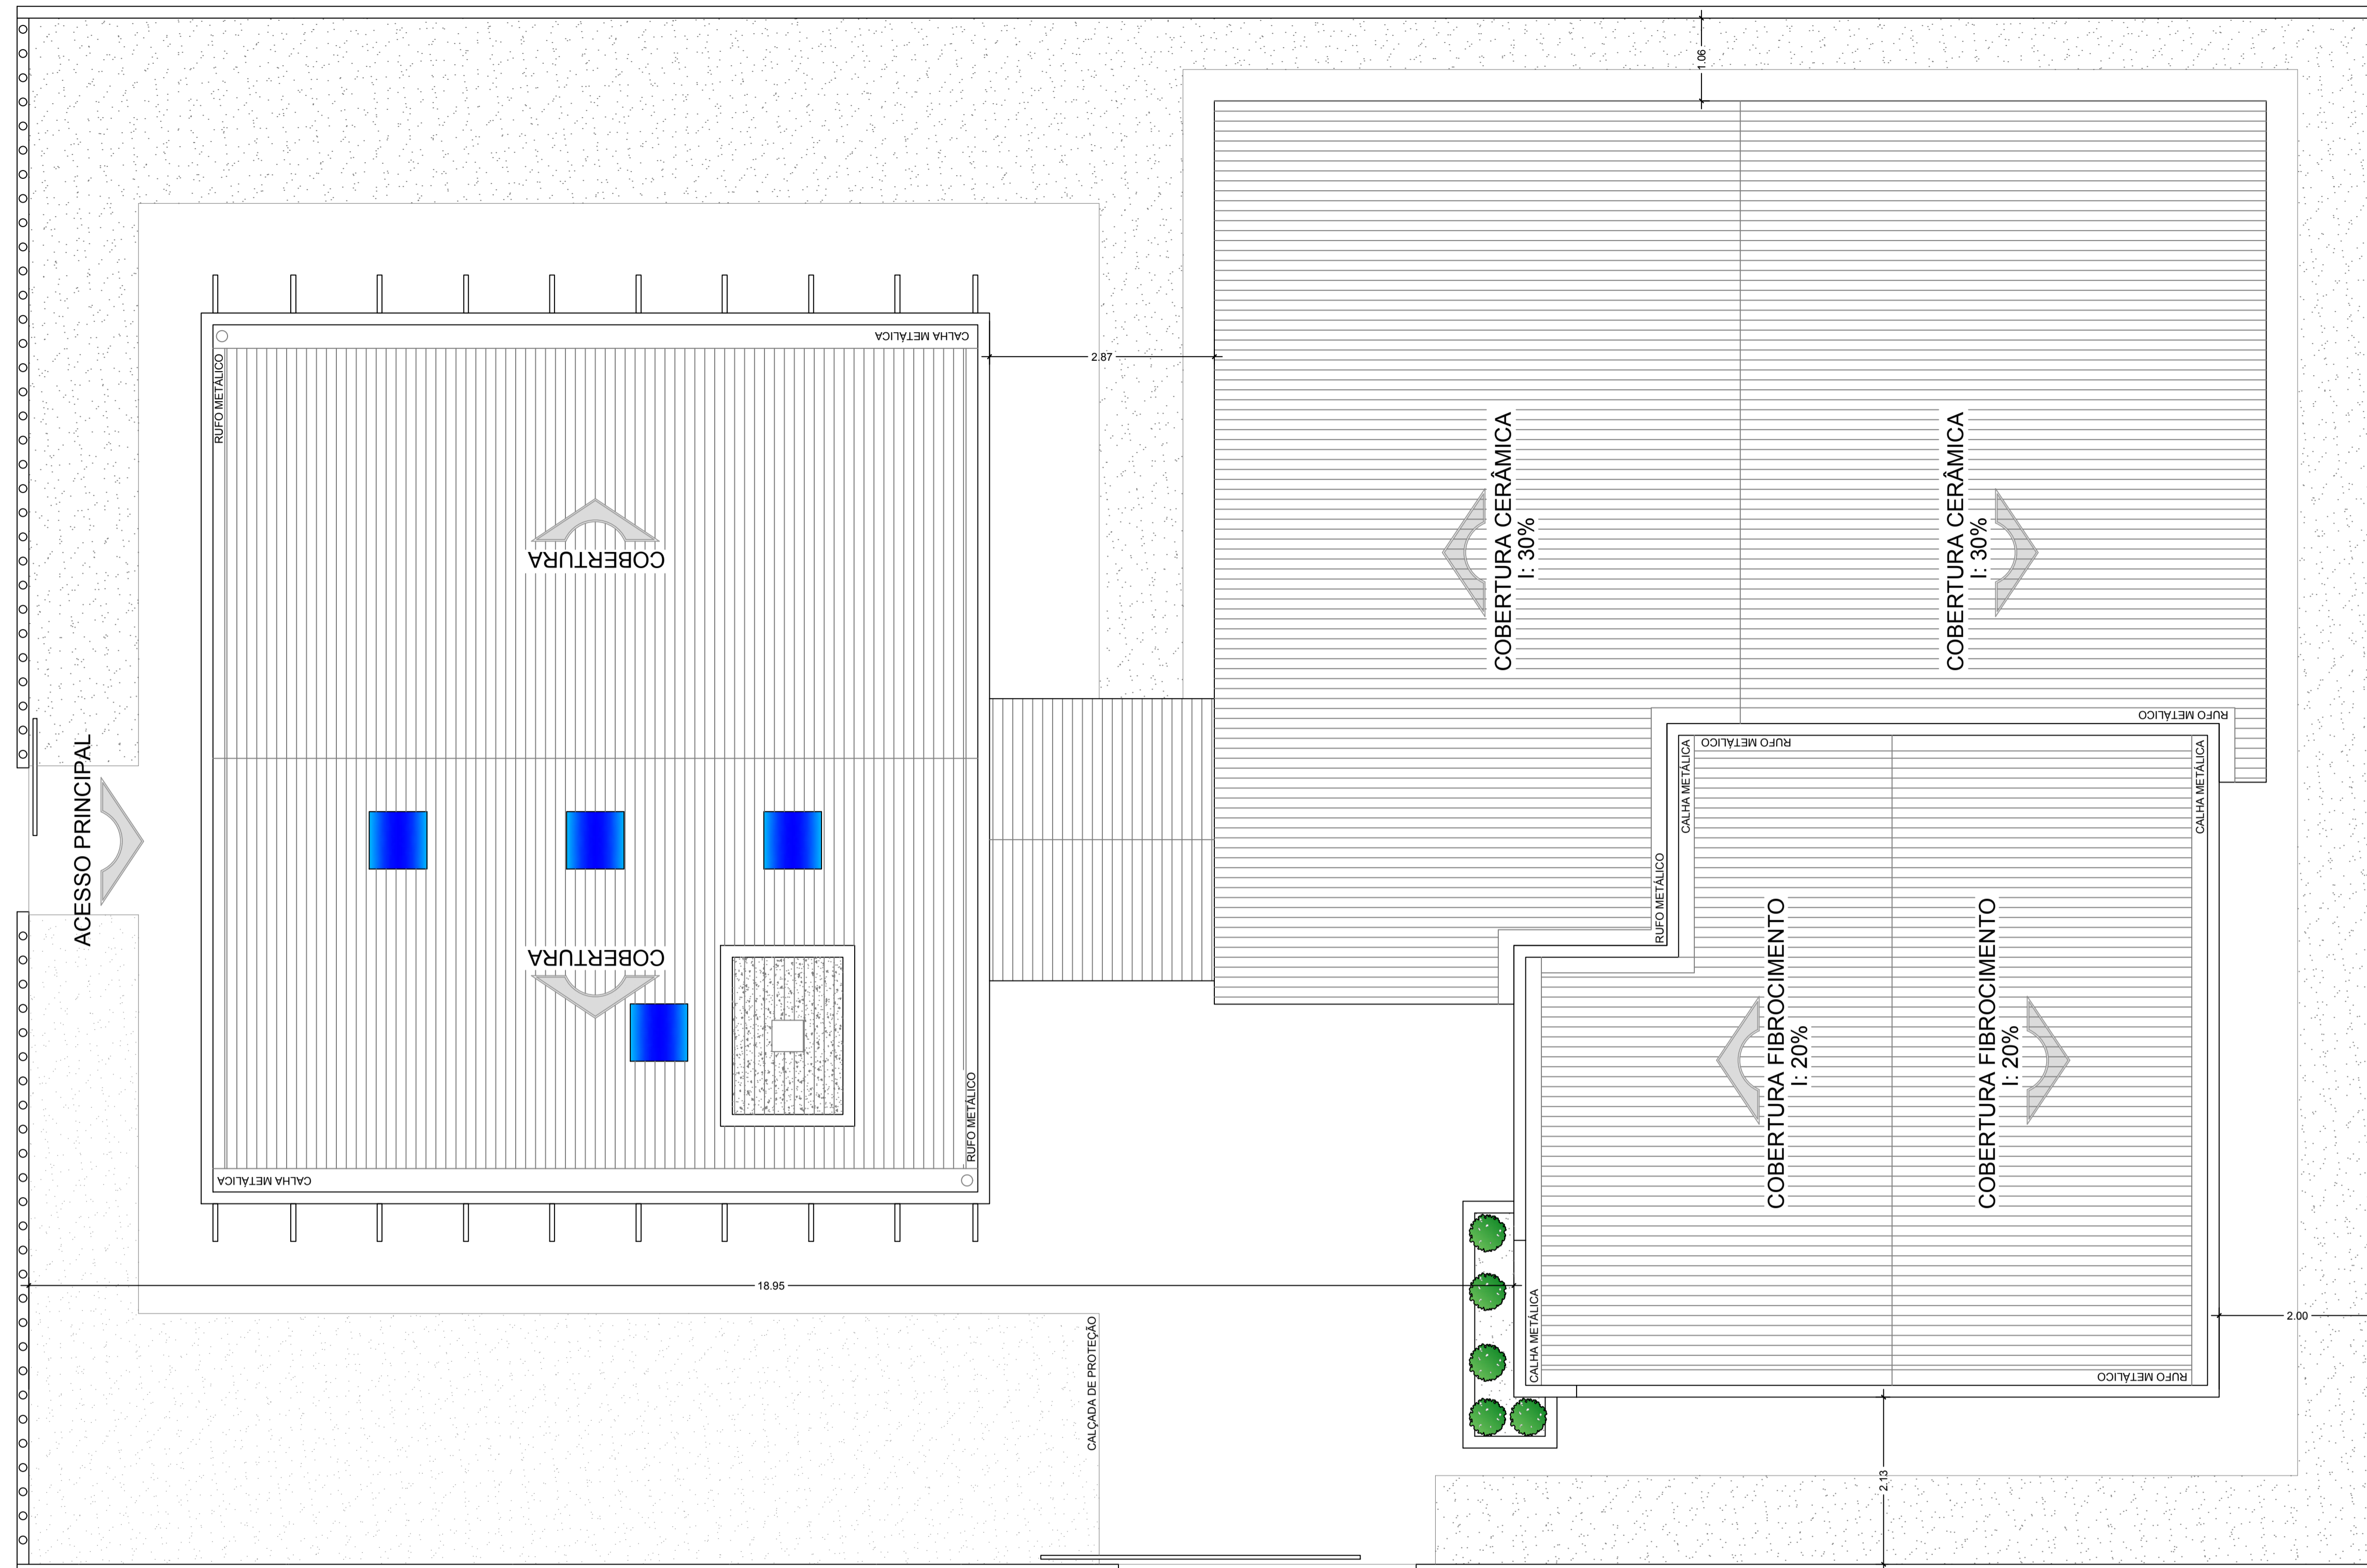 1.06
CALHA METÁLICA
RUFO METÁLICO
2.87
COBERTURA
COBERTURA CERÂMICA
I: 30%
COBERTURA CERÂMICA
I: 30%
ACESSO PRINCIPAL
RUFO METÁLICO
RUFO METÁLICO
CALHA METÁLICA
CALHA METÁLICA
RUFO METÁLICO
COBERTURA
COBERTURA FIBROCIMENTO
I: 20%
COBERTURA FIBROCIMENTO
I: 20%
RUFO METÁLICO
CALHA METÁLICA
18.95
CALHA METÁLICA
2.00
CALÇADA DE PROTEÇÃO
RUFO METÁLICO
2.13